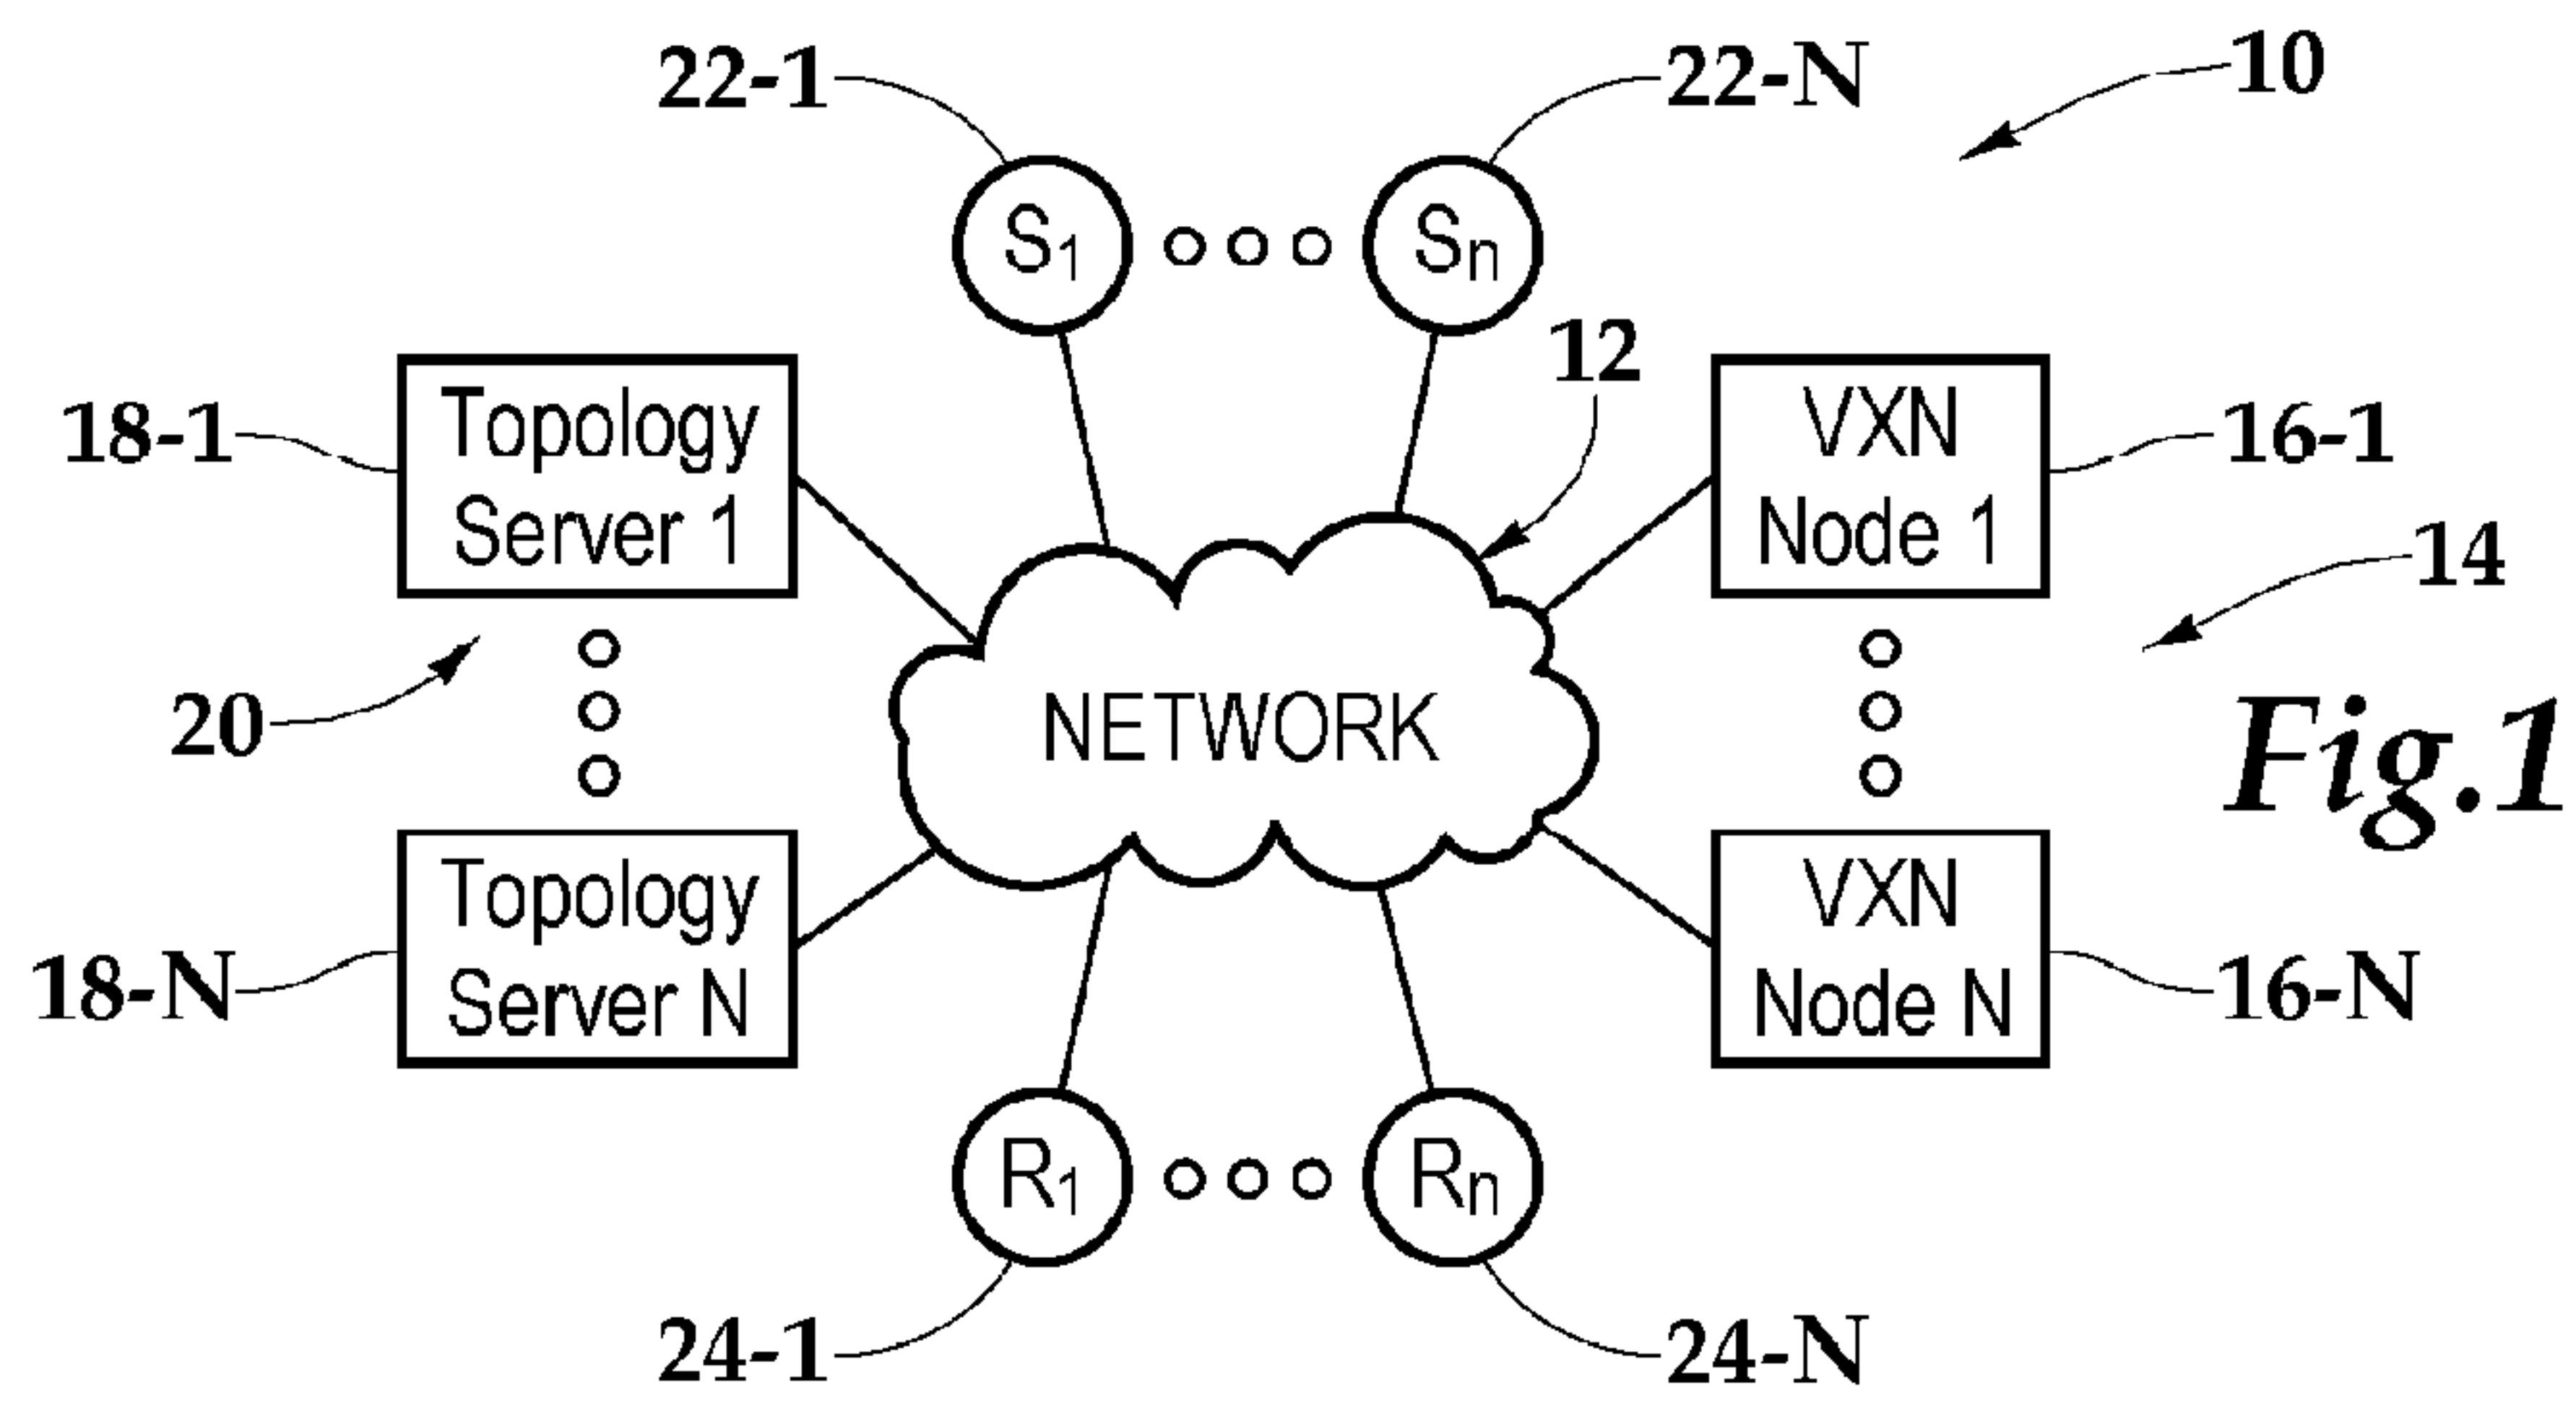 22-1
22-N
10
S1
Sn
12
18-1
Topology
Server 1
VXN
Node 1
16-1
14
20
NETWORK
Fig.1
18-N
Topology
Server N
VXN
Node N
16-N
R1
Rn
24-1
24-N